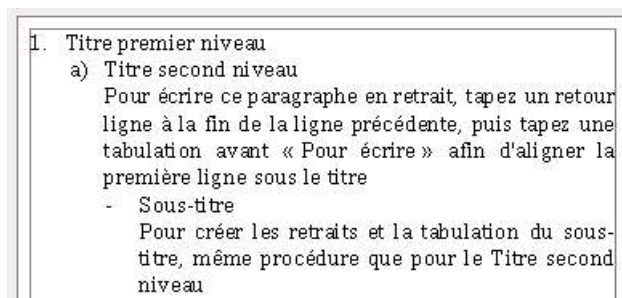 1. Titre premier niveau
a) Titre second niveau
Pour écrire ce paragraphe en retrait, tapez un retour
ligne à la fin de la ligne précédente, puis tapez une
tabulation avant « Pour écrire » afin d'aligner la
première ligne sous le titre
- Sous-titre
Pour créer les retraits et la tabulation du sous-
titre, même procédure que pour le Titre second
niveau